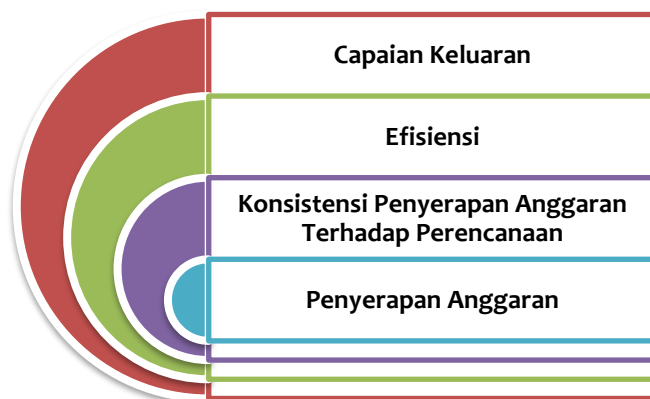 Capaian Keluaran
Efisiensi
Konsistensi Penyerapan Anggaran
Terhadap Perencanaan
Penyerapan Anggaran